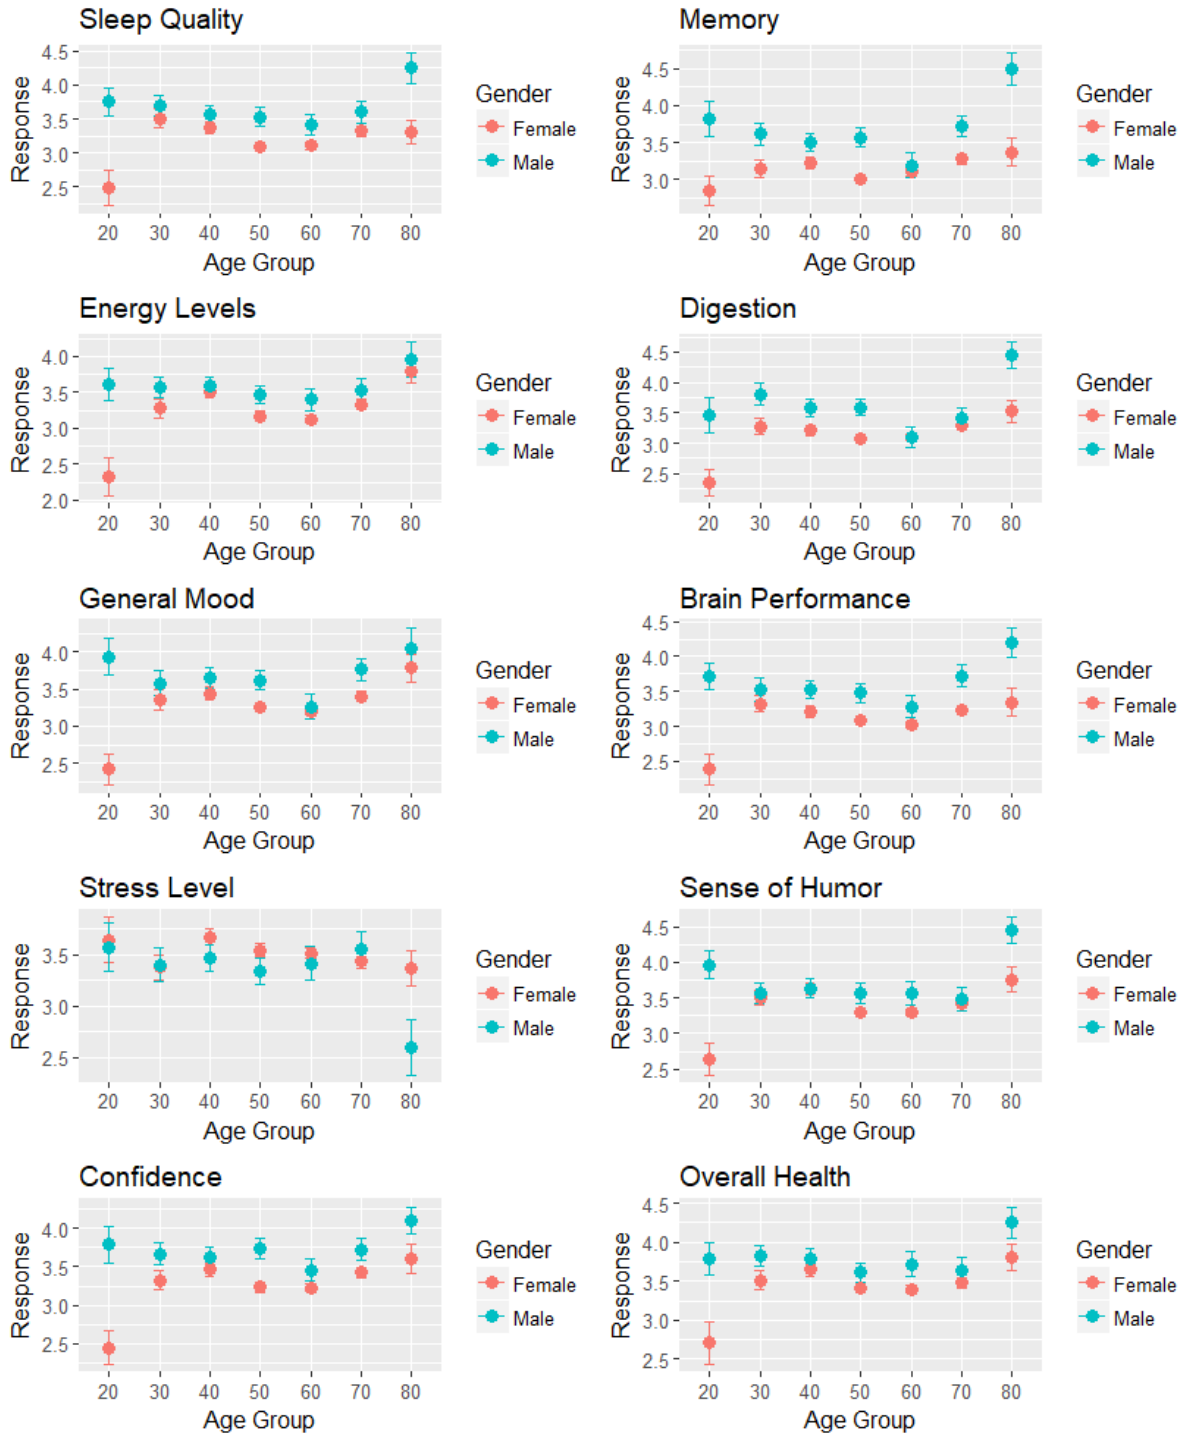 Sleep Quality
Response
4.5
4.0
3.5
3.0
2.5
20 30 40 50 60 70 80
Age Group
Gender
Female
Male
Memory
Response
4.5
4.0
3.5
3.0
20 30 40 50 60 70 80
Age Group
Gender
Female
Male
Energy Levels
Response
4.0
3.5
3.0
2.5
2.0
20 30 40 50 60 70 80
Age Group
Gender
Female
Male
Digestion
Response
4.5
4.0
3.5
3.0
2.5
20 30 40 50 60 70 80
Age Group
Gender
Female
Male
General Mood
Response
4.0
3.5
3.0
2.5
20 30 40 50 60 70 80
Age Group
Gender
Female
Male
Brain Performance
Response
4.5
4.0
3.5
3.0
2.5
20 30 40 50 60 70 80
Age Group
Gender
Female
Male
Stress Level
Response
3.5
3.0
2.5
20 30 40 50 60 70 80
Age Group
Gender
Female
Male
Sense of Humor
Response
4.5
4.0
3.5
3.0
2.5
20 30 40 50 60 70 80
Age Group
Gender
Female
Male
Confidence
Response
4.0
3.5
3.0
2.5
20 30 40 50 60 70 80
Age Group
Gender
Female
Male
Overall Health
Response
4.5
4.0
3.5
3.0
2.5
20 30 40 50 60 70 80
Age Group
Gender
Female
Male